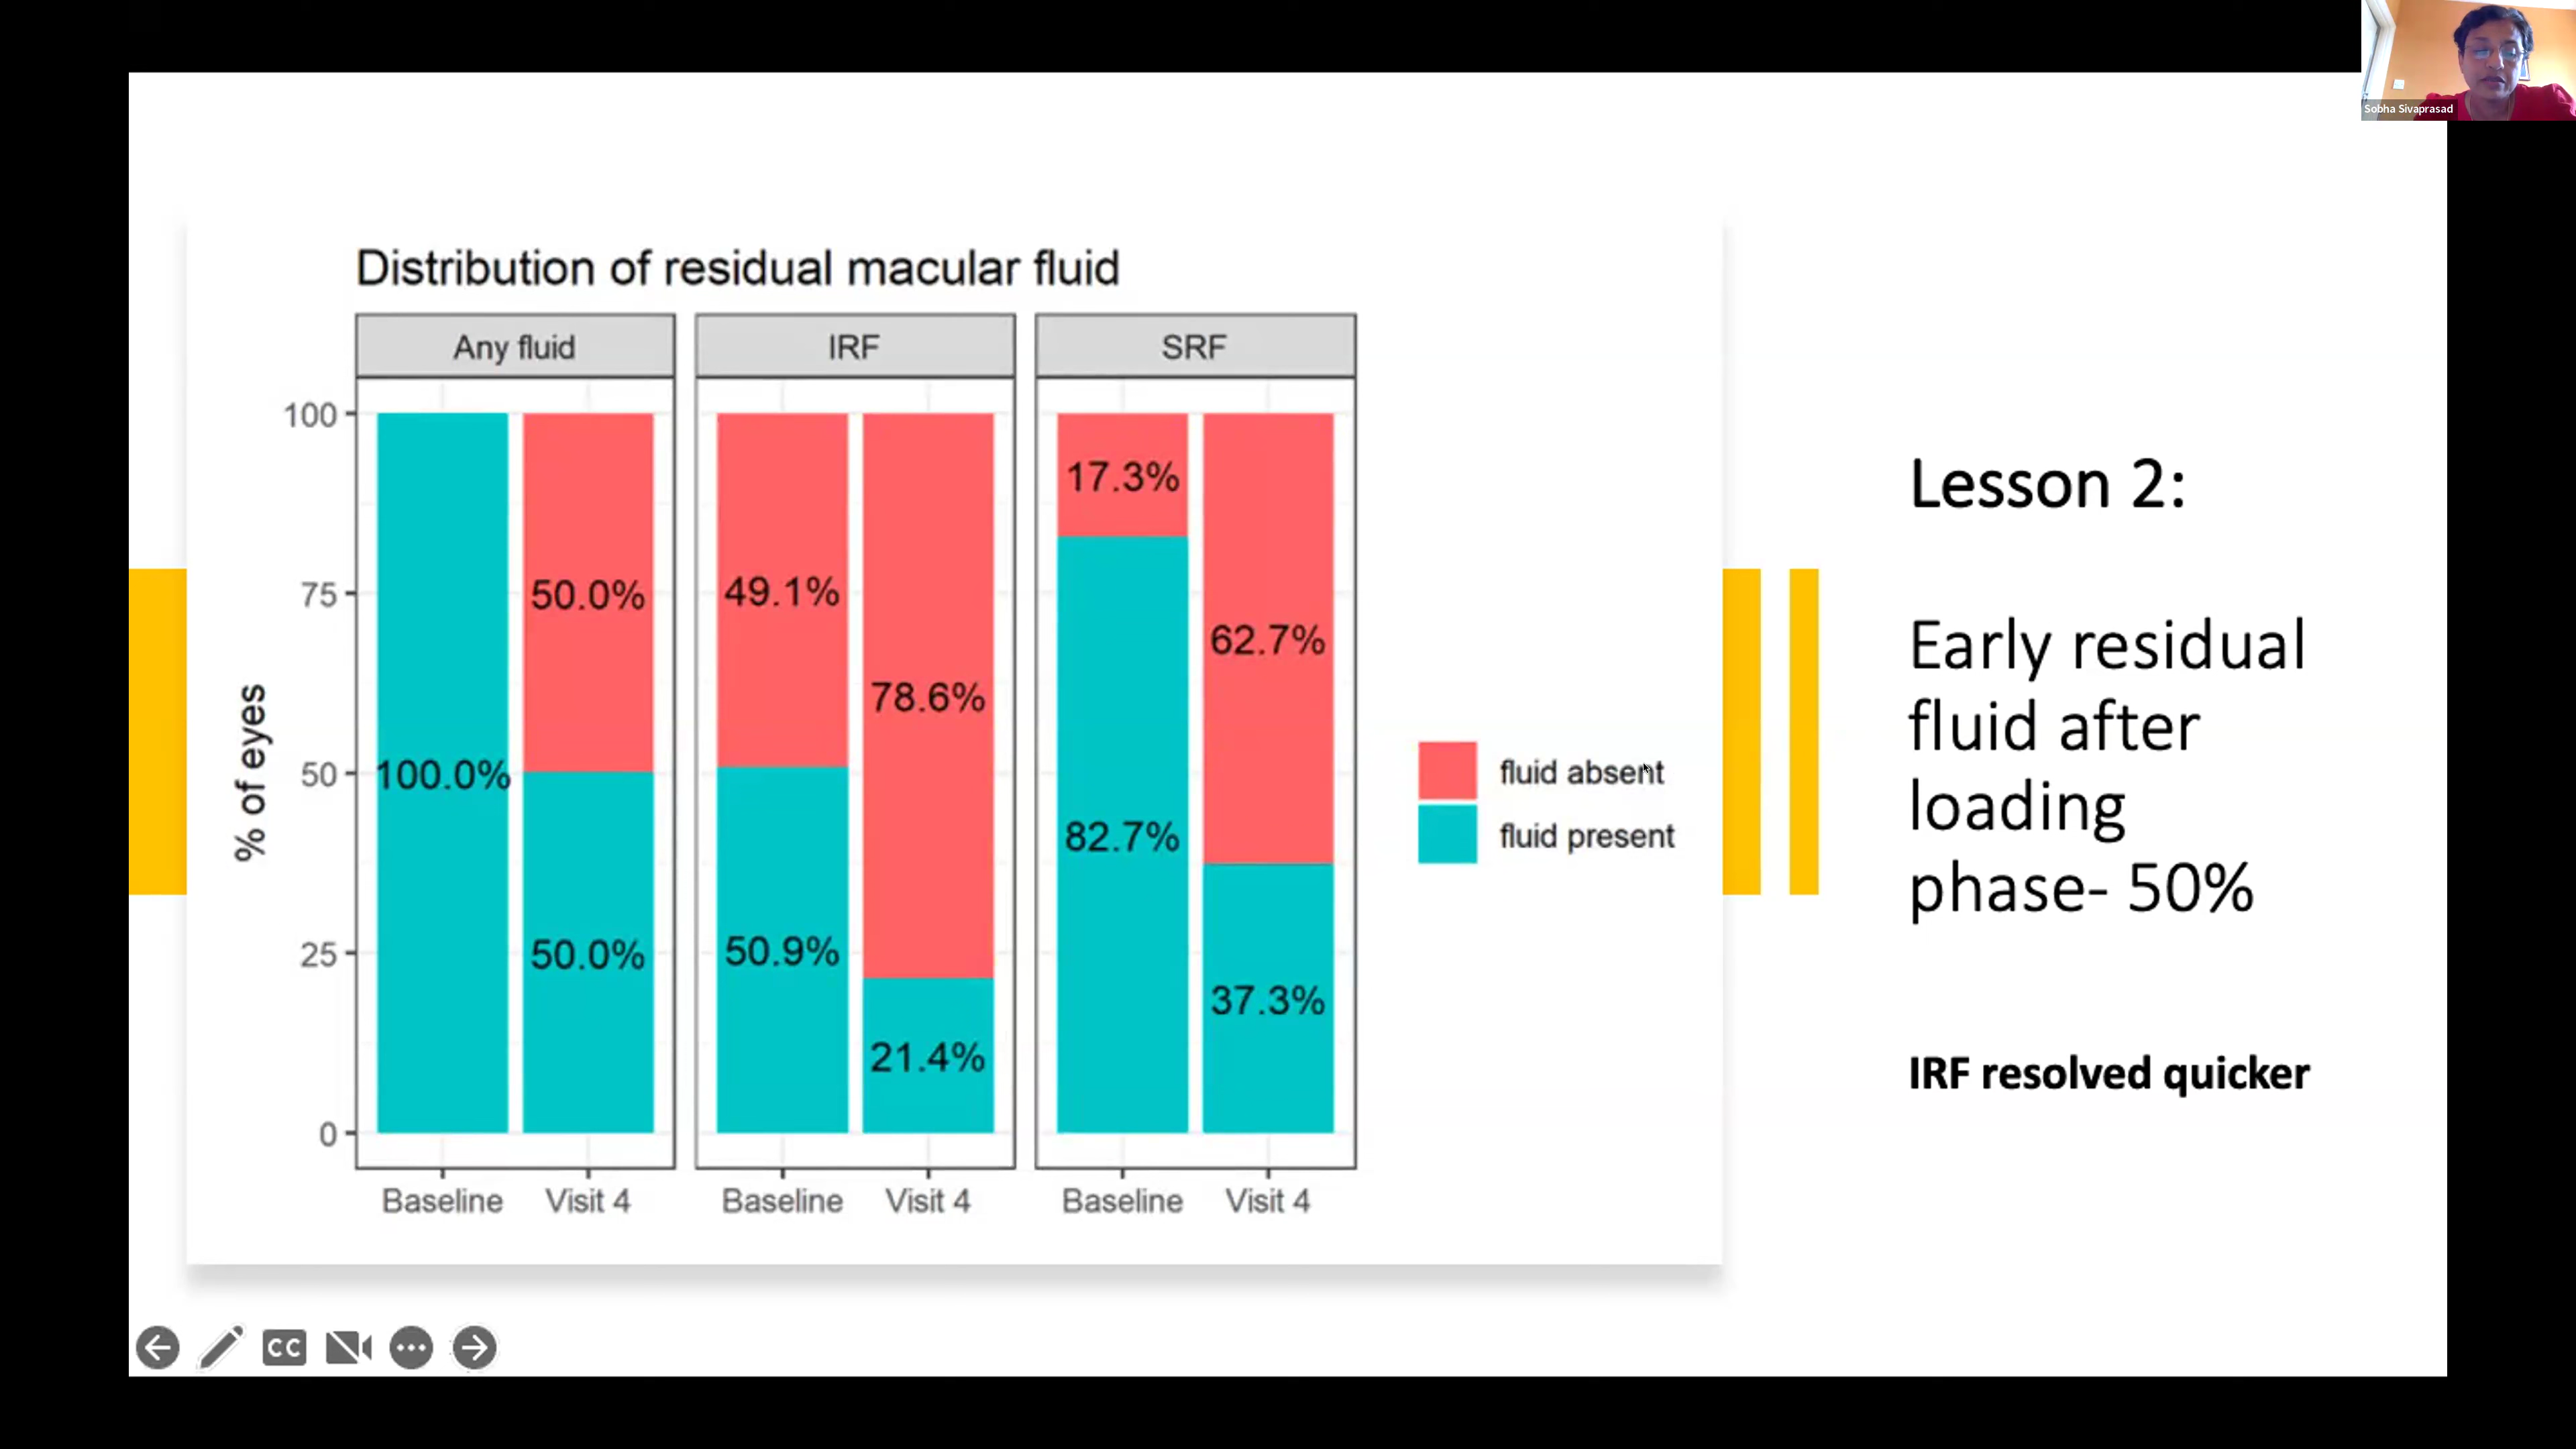 Sobha Sivaprasad
Distribution of residual macular fluid
Any fluid
IRF
SRF
% of eyes
100
75
50
25
0
100.0%
50.0%
50.0%
49.1%
50.9%
78.6%
21.4%
17.3%
82.7%
62.7%
37.3%
Baseline
Visit 4
Baseline
Visit 4
Baseline
Visit 4
fluid absent
fluid present
Lesson 2:
Early residual
fluid after
loading
phase- 50%
IRF resolved quicker
CC